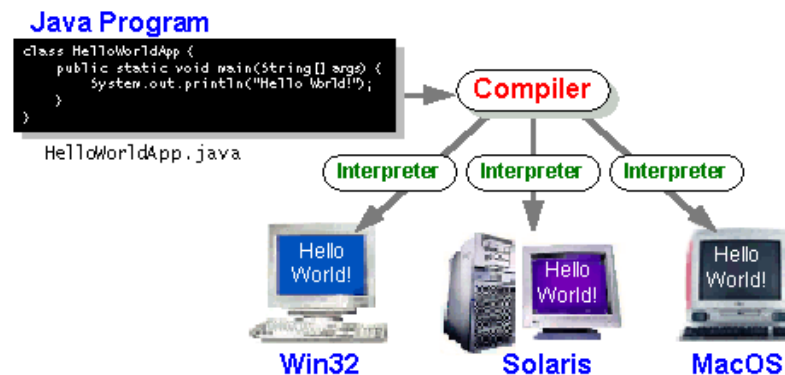 Java Program
class HelloWorldApp {
public static void main(String[] args) {
System.out.println("Hello World!");
}
}
HelloWorldApp.java
Compiler
Interpreter
Interpreter
Interpreter
Hello
World!
Hello
World!
Hello
World!
Win32
Solaris
MacOS